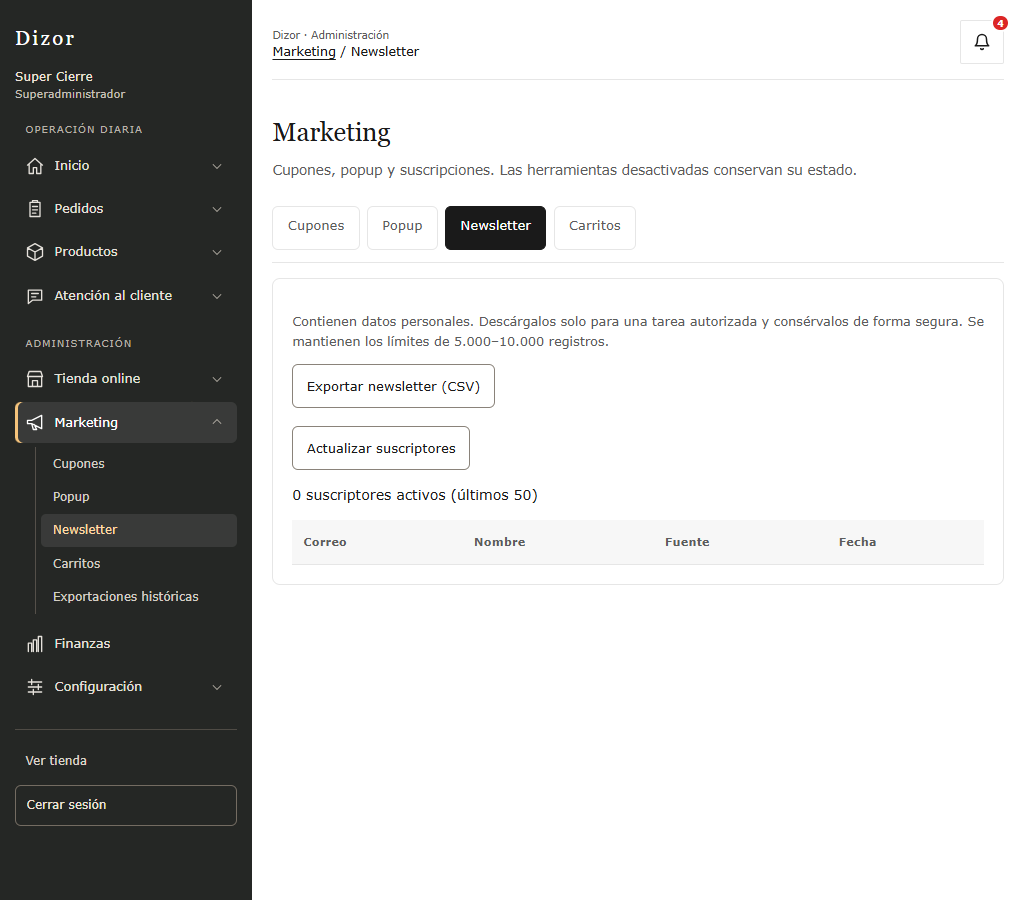 Dizor
Super Cierre
Superadministrador
OPERACIÓN DIARIA
Inicio
Pedidos
Productos
Atención al cliente
ADMINISTRACIÓN
Tienda online
Marketing
Cupones
Popup
Newsletter
Carritos
Exportaciones históricas
Finanzas
Configuración
Ver tienda
Cerrar sesión
Dizor · Administración
Marketing / Newsletter
4
Marketing
Cupones, popup y suscripciones. Las herramientas desactivadas conservan su estado.
Cupones Popup Newsletter Carritos
Contienen datos personales. Descárgalos solo para una tarea autorizada y consérvalos de forma segura. Se
mantienen los límites de 5.000–10.000 registros.
Exportar newsletter (CSV)
Actualizar suscriptores
0 suscriptores activos (últimos 50)
Correo Nombre Fuente Fecha